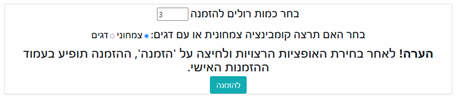 בחר כמות רולים להזמנה 3
בחר האם תרצה קומבינציה צמחונית או עם דגים: צמחוני דגים
הערה! לאחר בחירת האופציות הרצויות ולחיצה על 'הזמנה', ההזמנה תופיע בעמוד
ההזמנות האישי.
להזמנה